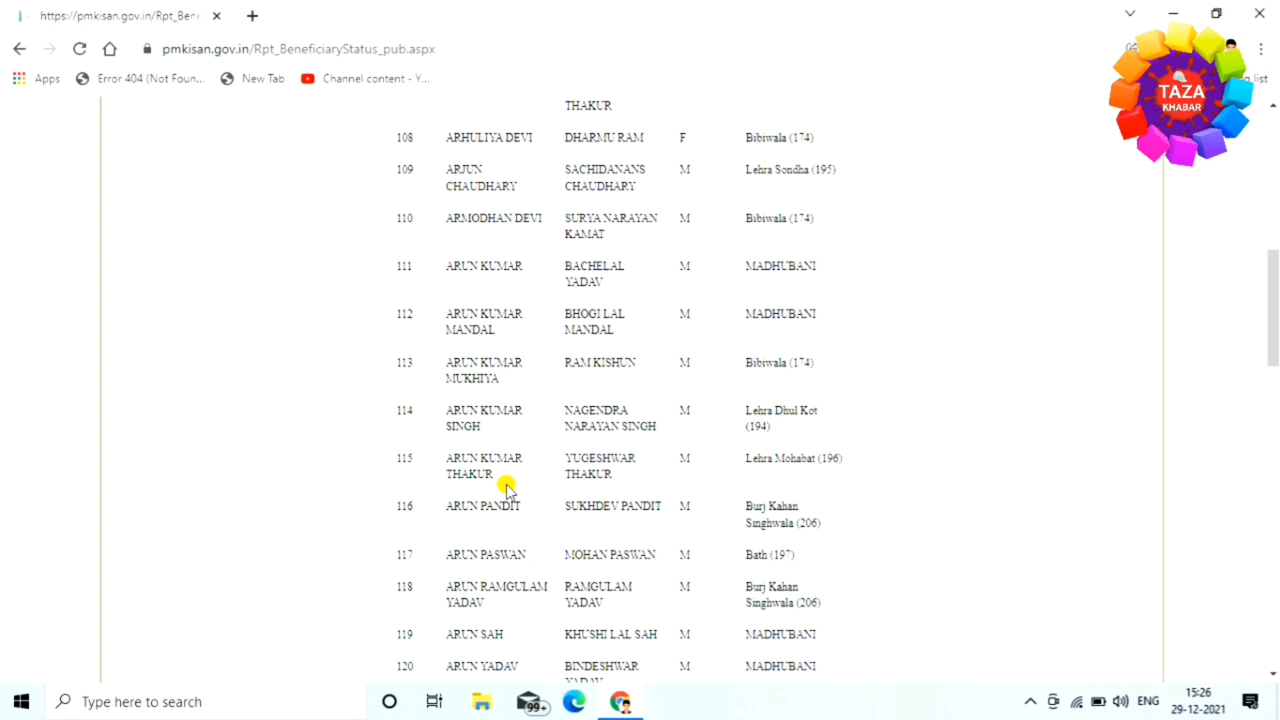 https://pmkisan.gov.in/Rpt_Bene
pmkisan.gov.in/Rpt_BeneficiaryStatus_pub.aspx
Apps Error 404 (Not Foun... New Tab Channel content - Y... list
TAZA
KHABAR
THAKUR
108 ARHULIYA DEVI DHARMU RAM F Bibiwala (174)
109 ARJUN SACHIDANANS M Lehra Sondha (195)
CHAUDHARY CHAUDHARY
110 ARMODHAN DEVI SURYA NARAYAN M Bibiwala (174)
KAMAT
111 ARUN KUMAR BACHELAL M MADHUBANI
YADAV
112 ARUN KUMAR BHOGI LAL M MADHUBANI
MANDAL MANDAL
113 ARUN KUMAR RAM KISHUN M Bibiwala (174)
MUKHIYA
114 ARUN KUMAR NAGENDRA M Lehra Dhul Kot
SINGH NARAYAN SINGH (194)
115 ARUN KUMAR YUGESHWAR M Lehra Mohabat (196)
THAKUR THAKUR
116 ARUN PANDIT SUKHDEV PANDIT M Burj Kahan
Singhwala (206)
117 ARUN PASWAN MOHAN PASWAN M Bath (197)
118 ARUN RAMGULAM RAMGULAM M Burj Kahan
YADAV YADAV Singhwala (206)
119 ARUN SAH KHUSHI LAL SAH M MADHUBANI
120 ARUN YADAV BINDESHWAR M MADHUBANI
YADAV
Type here to search 99+ ENG 15:26
29-12-2021